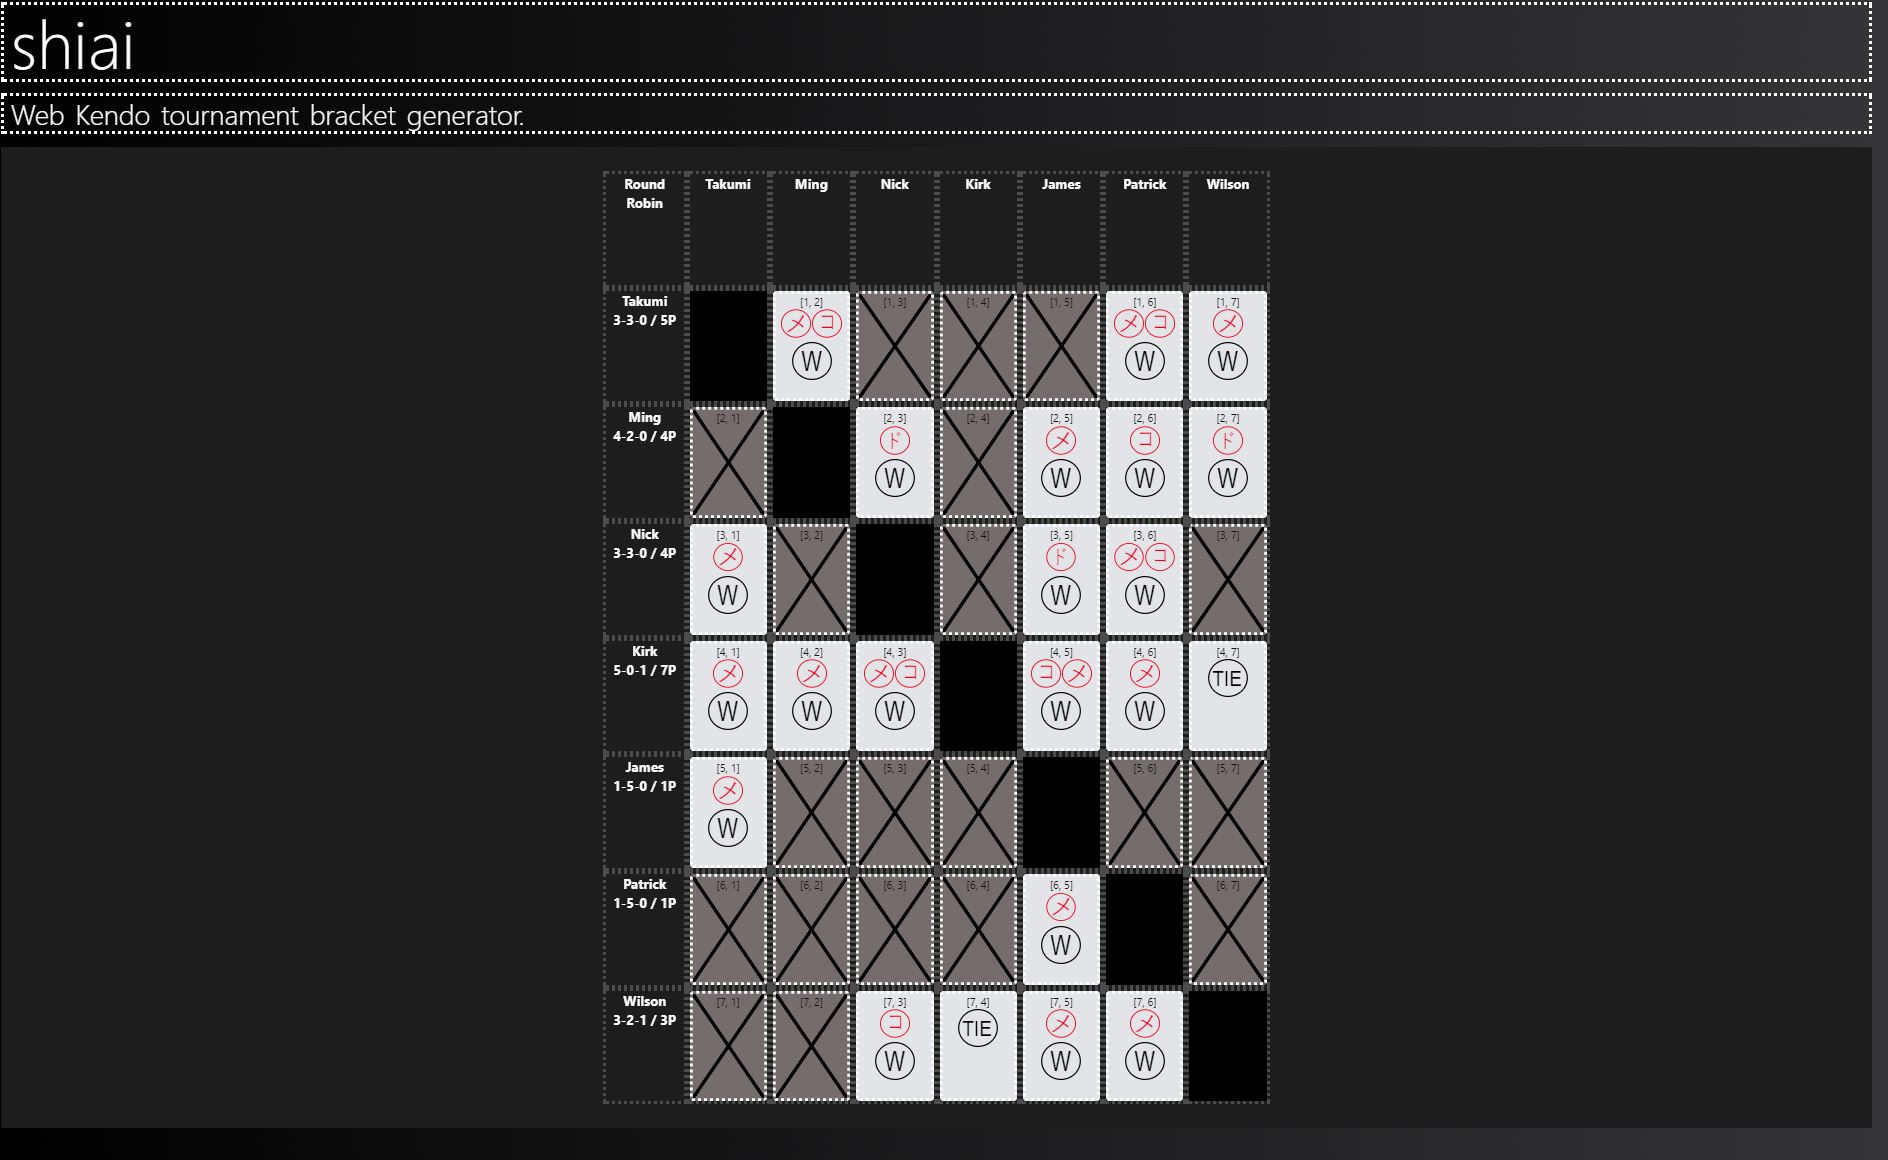 shiai
Web Kendo tournament bracket generator.
Round Robin Takumi Ming Nick Kirk James Patrick Wilson
Takumi
3-3-0 / 5P
[1, 2] [1, 3] [1, 4] [1, 5] [1, 6] [1, 7]
メ コ メ コ メ
W W W
Ming
4-2-0 / 4P
[2, 1] [2, 3] [2, 4] [2, 5] [2, 6] [2, 7]
ド メ コ ド
W W W W
Nick
3-3-0 / 4P
[3, 1] [3, 2] [3, 4] [3, 5] [3, 6] [3, 7]
メ ド メ コ
W W W
Kirk
5-0-1 / 7P
[4, 1] [4, 2] [4, 3] [4, 5] [4, 6] [4, 7]
メ メ メ コ コ メ メ TIE
W W W W W
James
1-5-0 / 1P
[5, 1] [5, 2] [5, 3] [5, 4] [5, 6] [5, 7]
メ
W
Patrick
1-5-0 / 1P
[6, 1] [6, 2] [6, 3] [6, 4] [6, 5] [6, 7]
メ
W
Wilson
3-2-1 / 3P
[7, 1] [7, 2] [7, 3] [7, 4] [7, 5] [7, 6]
コ TIE メ メ
W W W